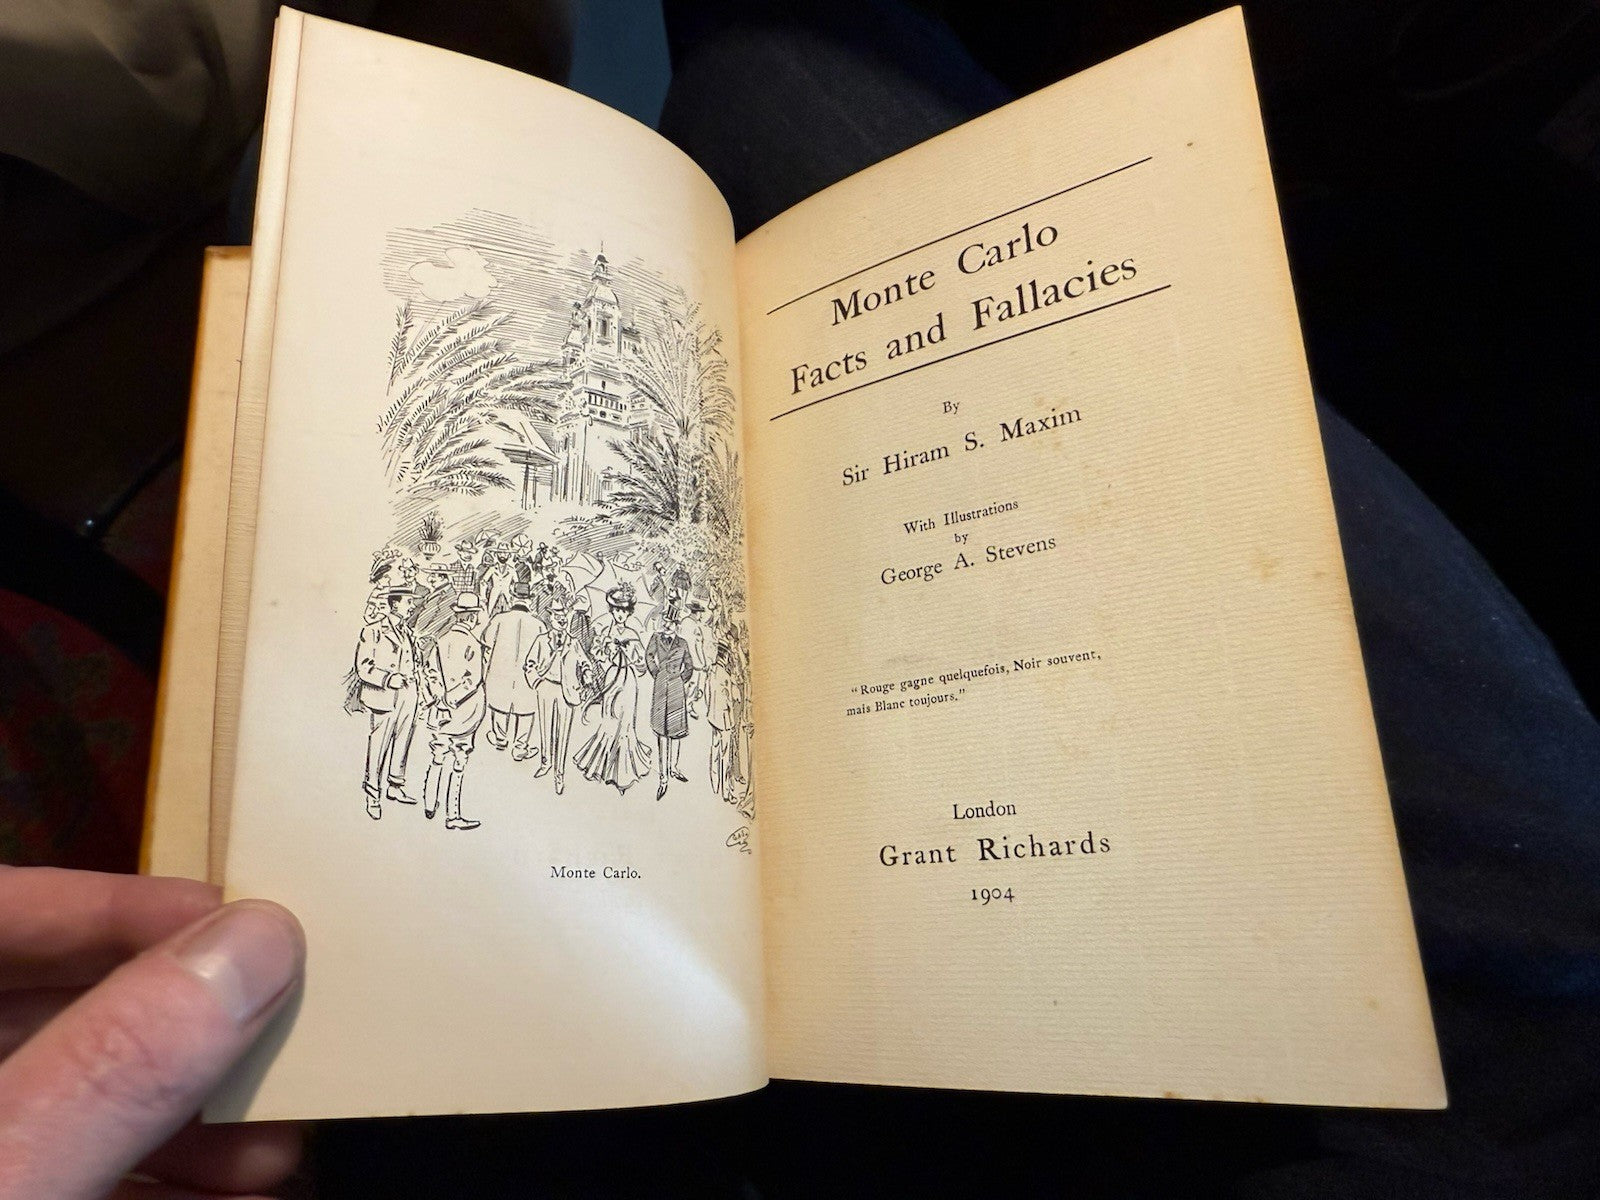 Monte Carlo.
Monte Carlo
Facts and Fallacies
By
Sir Hiram S. Maxim
With Illustrations
by
George A. Stevens
"Rouge gagne quelquefois, Noir souvent,
mais Blanc toujours."
London
Grant Richards
1904